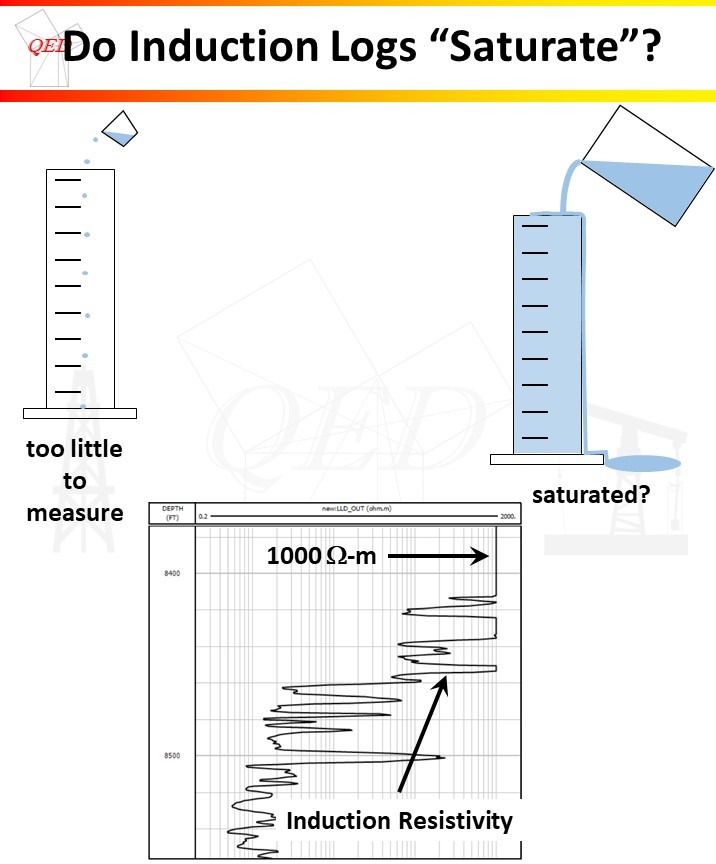 QED
Do Induction Logs “Saturate”?
too little
to
measure
saturated?
QED
DEPTH
(FT)
new:LLD_OUT (ohm.m)
0.2
2000.
1000 Ω-m
8400
8500
Induction Resistivity